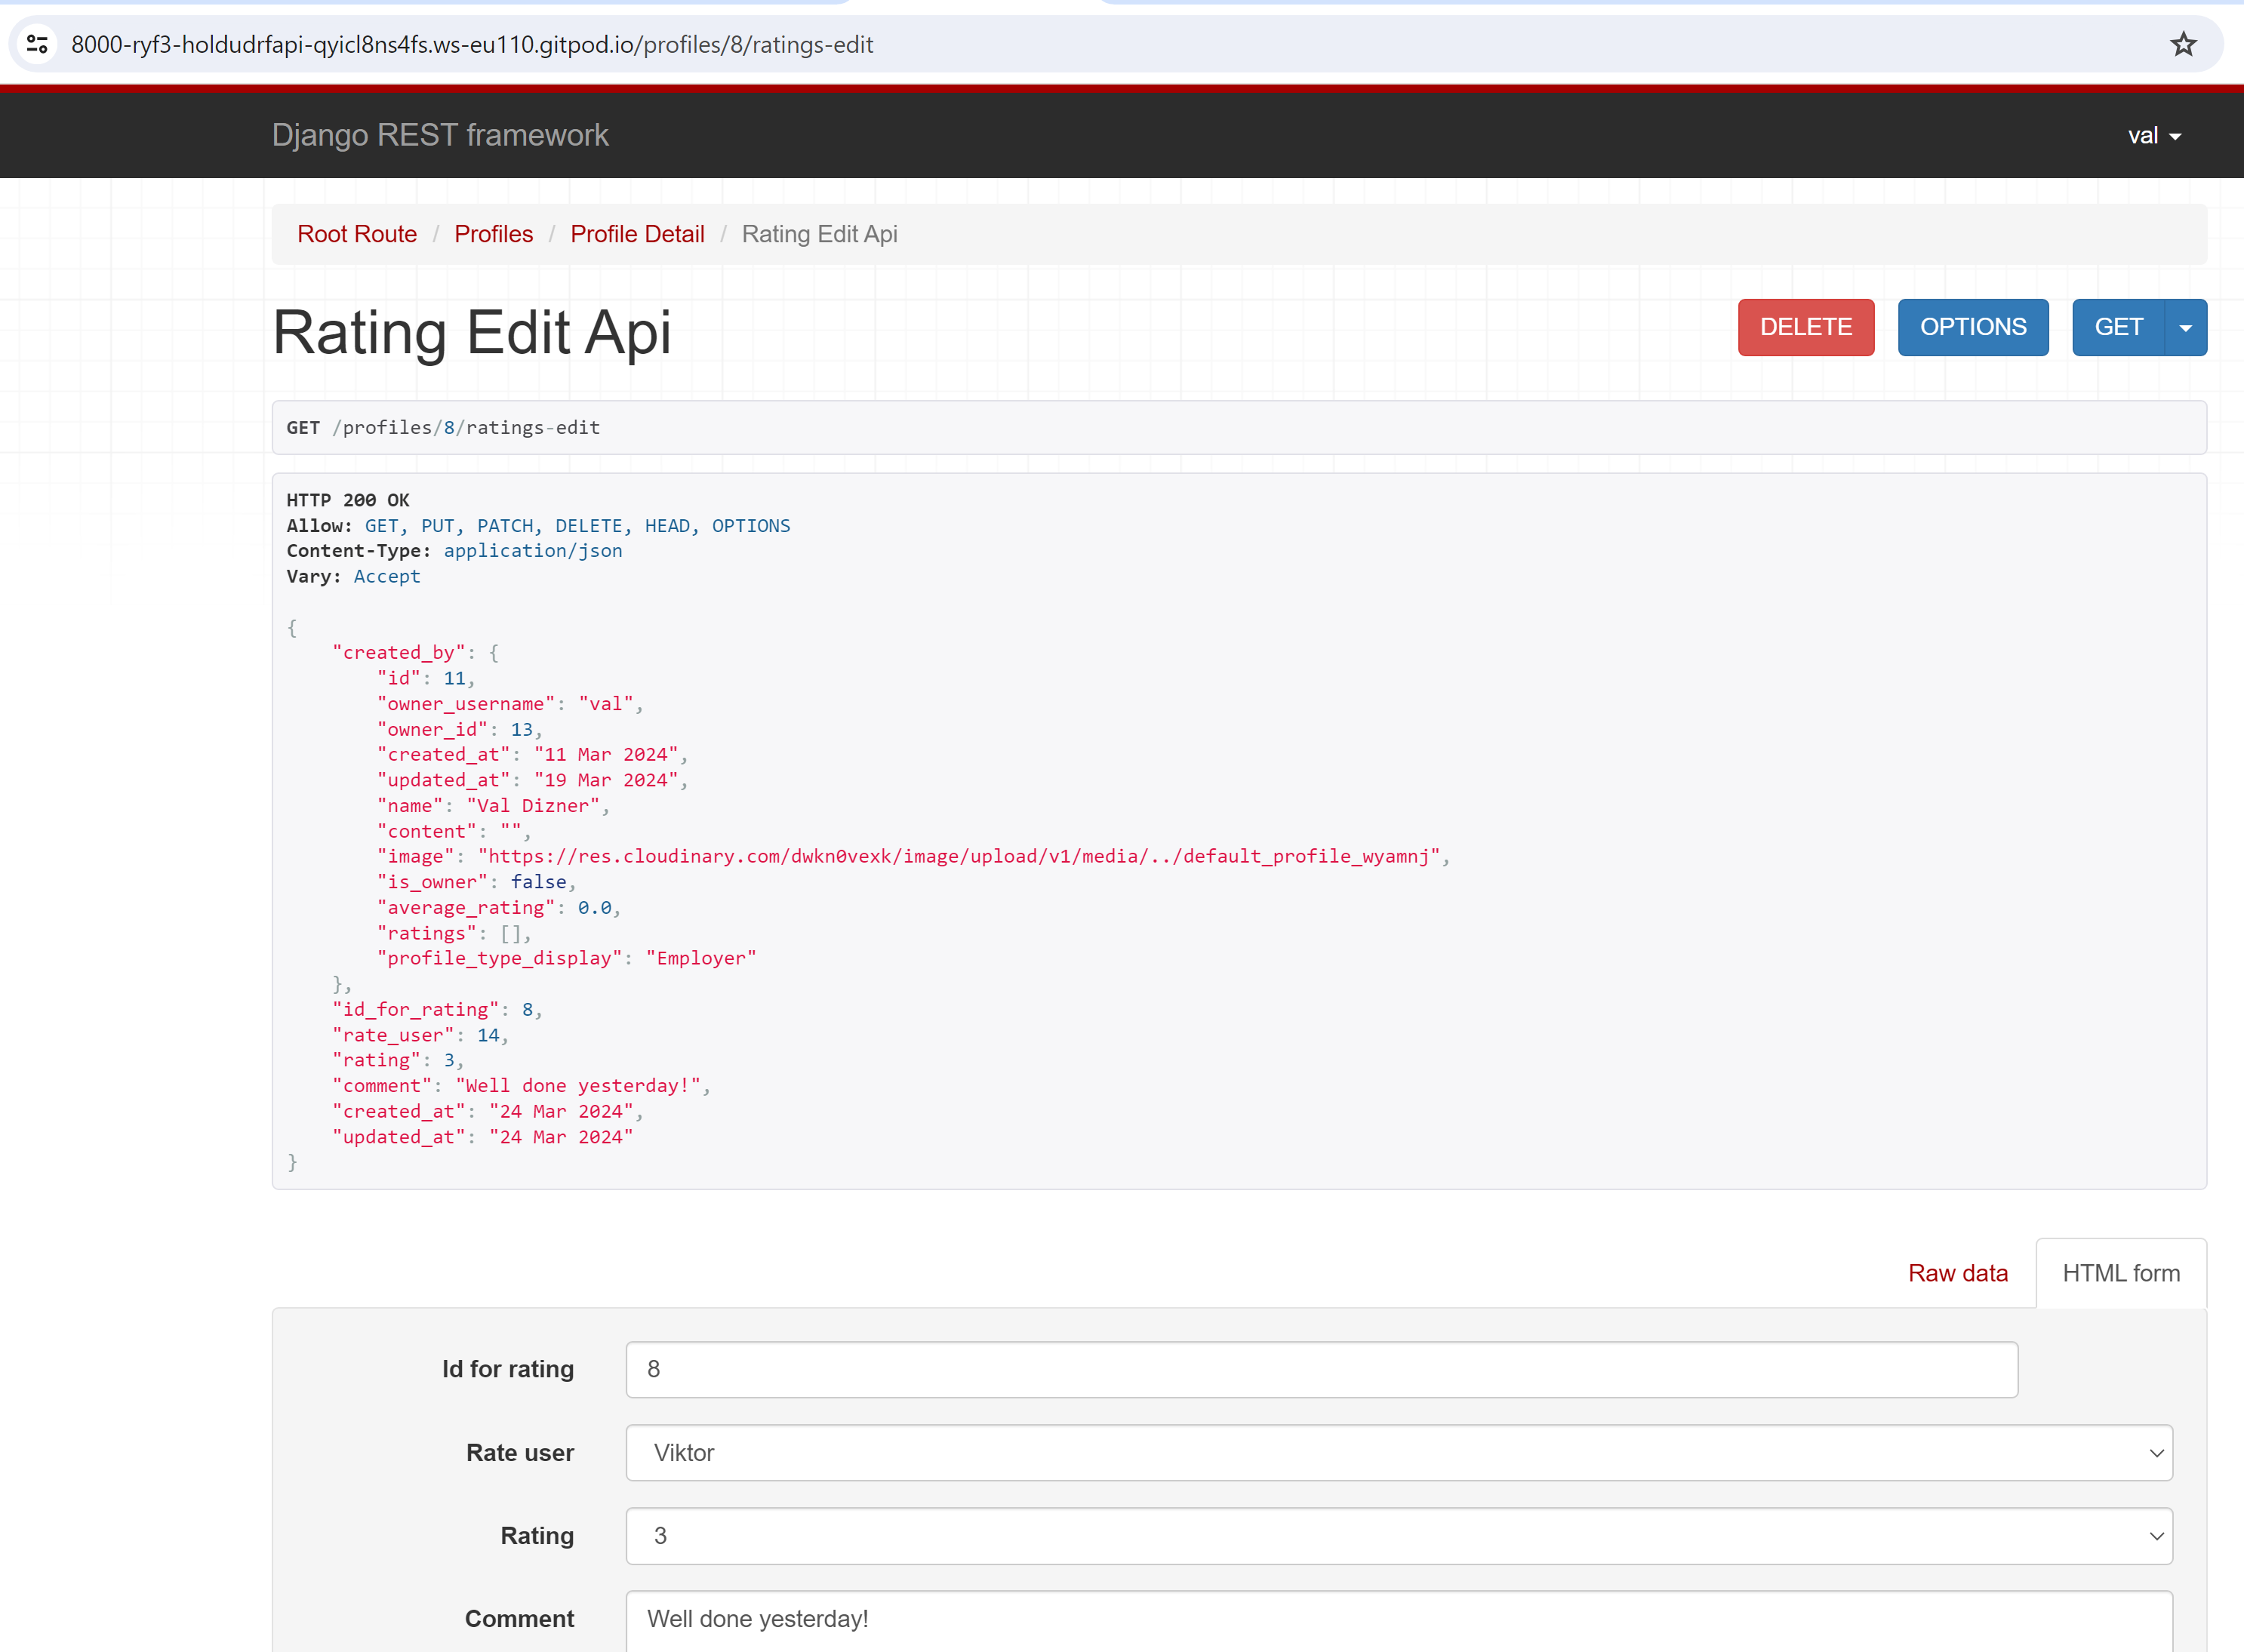 8000-ryf3-holdudrfapi-qyicl8ns4fs.ws-eu110.gitpod.io/profiles/8/ratings-edit
Django REST framework
val
Root Route / Profiles / Profile Detail / Rating Edit Api
Rating Edit Api
DELETE
OPTIONS
GET
GET /profiles/8/ratings-edit
HTTP 200 OK
Allow: GET, PUT, PATCH, DELETE, HEAD, OPTIONS
Content-Type: application/json
Vary: Accept
{
"created_by": {
"id": 11,
"owner_username": "val",
"owner_id": 13,
"created_at": "11 Mar 2024",
"updated_at": "19 Mar 2024",
"name": "Val Dizner",
"content": "",
"image": "https://res.cloudinary.com/dwkn0vexk/image/upload/v1/media/../default_profile_wyamnj",
"is_owner": false,
"average_rating": 0.0,
"ratings": [],
"profile_type_display": "Employer"
},
"id_for_rating": 8,
"rate_user": 14,
"rating": 3,
"comment": "Well done yesterday!",
"created_at": "24 Mar 2024",
"updated_at": "24 Mar 2024"
}
Raw data
HTML form
Id for rating
8
Rate user
Viktor
Rating
3
Comment
Well done yesterday!